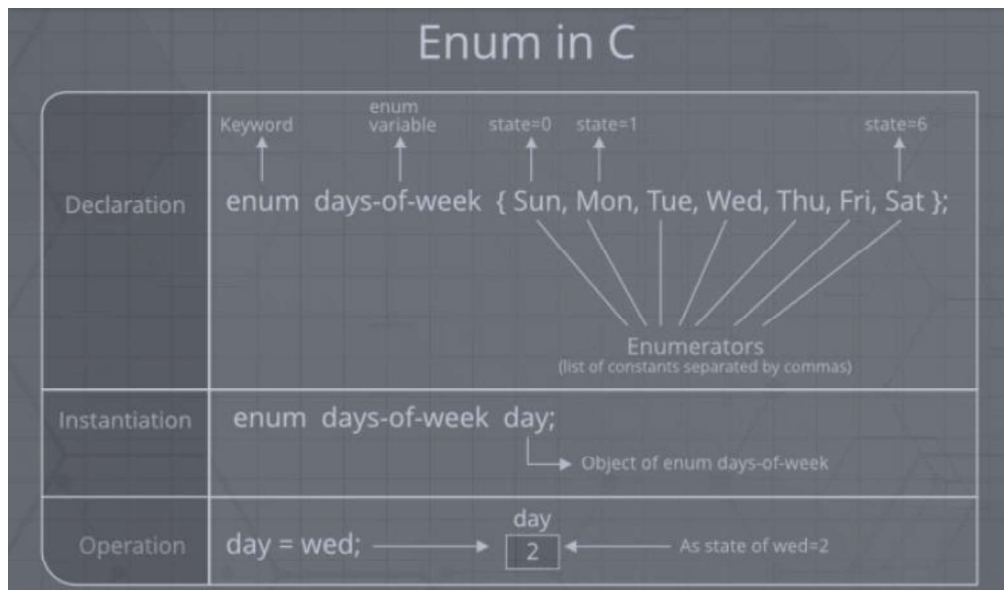 Enum in C
Keyword
enum
variable
state=0
state=1
state=6
Declaration
enum days-of-week { Sun, Mon, Tue, Wed, Thu, Fri, Sat };
Enumerators
(list of constants separated by commas)
Instantiation
enum days-of-week day;
Object of enum days-of-week
day
Operation
day = wed;
2
As state of wed=2